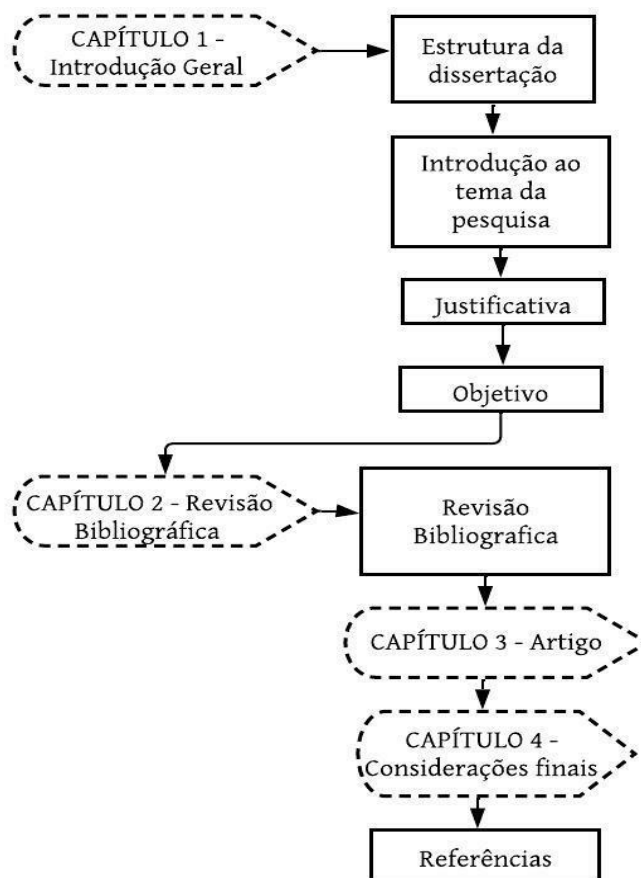 CAPÍTULO 1 -
Introdução Geral
Estrutura da
dissertação
Introdução ao
tema da
pesquisa
Justificativa
Objetivo
CAPÍTULO 2 - Revisão
Bibliográfica
Revisão
Bibliografica
CAPÍTULO 3 - Artigo
CAPÍTULO 4 -
Considerações finais
Referências